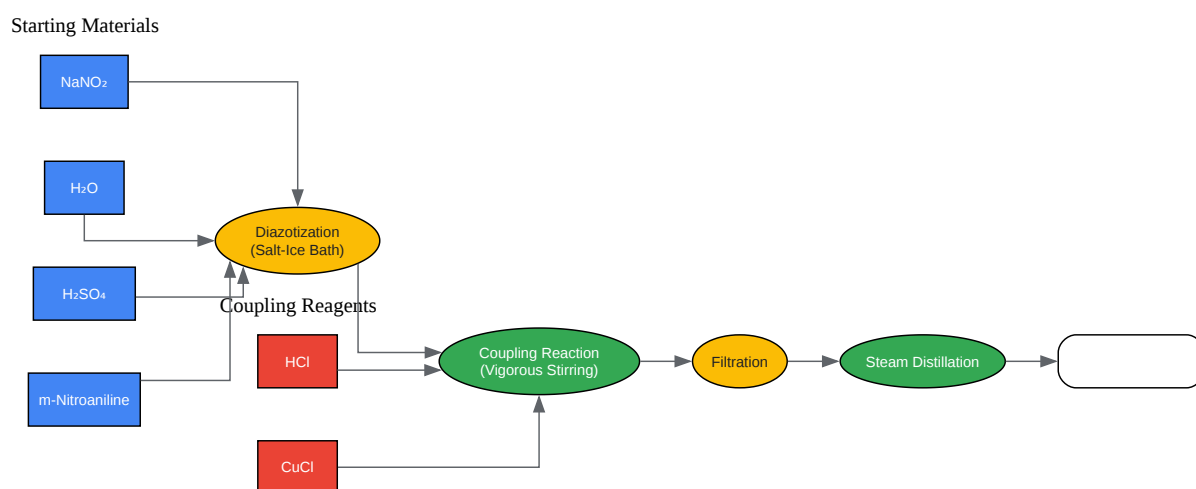 Starting Materials
NaNO₂
H₂O
Diazotization
(Salt-Ice Bath)
H₂SO₄
Coupling Reagents
HCl
Coupling Reaction
(Vigorous Stirring)
Filtration
Steam Distillation
m-Nitroaniline
CuCl